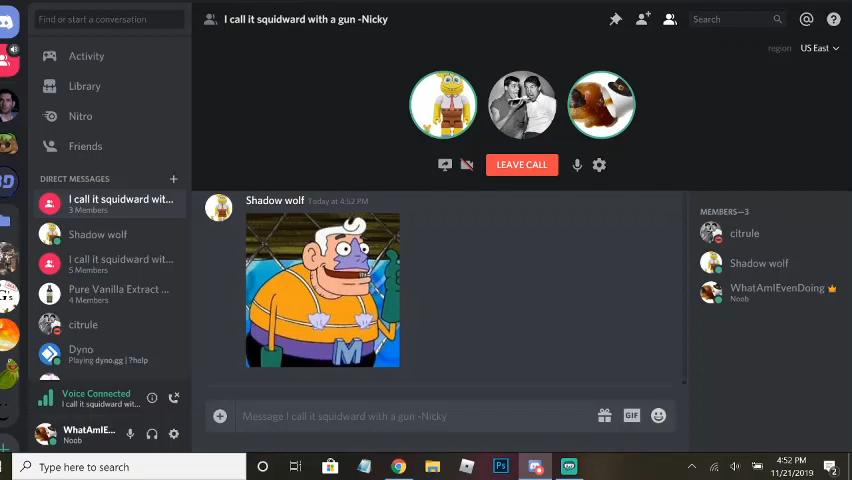 Find or start a conversation
I call it squidward with a gun -Nicky
Search
region US East
Activity
Library
Nitro
Friends
LEAVE CALL
DIRECT MESSAGES
I call it squidward wit...
3 Members
Shadow wolf
I call it squidward wit...
5 Members
Pure Vanilla Extract ...
4 Members
citrule
Dyno
Playing dyno.gg | ?help
Voice Connected
I call it squidward wit...
WhatAmIE...
Noob
Shadow wolf Today at 4:52 PM
M
Message I call it squidward with a gun -Nicky
GIF
MEMBERS—3
citrule
Shadow wolf
WhatAmIEvenDoing
Noob
Type here to search
Ps
4:52 PM
11/21/2019
2